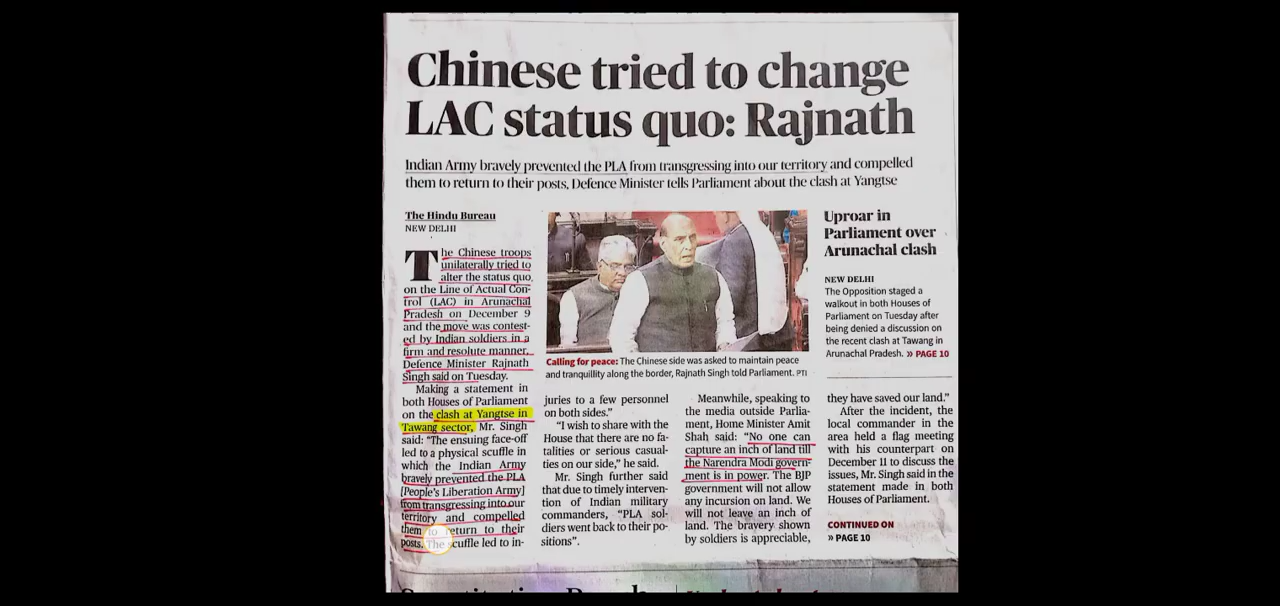 Chinese tried to change
LAC status quo: Rajnath
Indian Army bravely prevented the PLA from transgressing into our territory and compelled
them to return to their posts, Defence Minister tells Parliament about the clash at Yangtse
The Hindu Bureau
NEW DELHI
The Chinese troops
unilaterally tried to
alter the status quo,
on the Line of Actual Con-
trol (LAC) in Arunachal
Pradesh on December 9
and the move was contest-
ed by Indian soldiers in a
firm and resolute manner,
Defence Minister Rajnath
Singh said on Tuesday.
Making a statement in
both Houses of Parliament
on the clash at Yangtse in
Tawang sector, Mr. Singh
said: “The ensuing face-off
led to a physical scuffle in
which the Indian Army
bravely prevented the PLA
[People’s Liberation Army]
from transgressing into our
territory and compelled
them to return to their
posts. The scuffle led to in-
Calling for peace: The Chinese side was asked to maintain peace
and tranquillity along the border, Rajnath Singh told Parliament. PTI
juries to a few personnel
on both sides.”
“I wish to share with the
House that there are no fa-
talities or serious casual-
ties on our side,” he said.
Mr. Singh further said
that due to timely interven-
tion of Indian military
commanders, “PLA sol-
diers went back to their po-
sitions”.
Meanwhile, speaking to
the media outside Parlia-
ment, Home Minister Amit
Shah said: “No one can
capture an inch of land till
the Narendra Modi govern-
ment is in power. The BJP
government will not allow
any incursion on land. We
will not leave an inch of
land. The bravery shown
by soldiers is appreciable,
they have saved our land.”
After the incident, the
local commander in the
area held a flag meeting
with his counterpart on
December 11 to discuss the
issues, Mr. Singh said in the
statement made in both
Houses of Parliament.
CONTINUED ON
» PAGE 10
Uproar in
Parliament over
Arunachal clash
NEW DELHI
The Opposition staged a
walkout in both Houses of
Parliament on Tuesday after
being denied a discussion on
the recent clash at Tawang in
Arunachal Pradesh. » PAGE 10